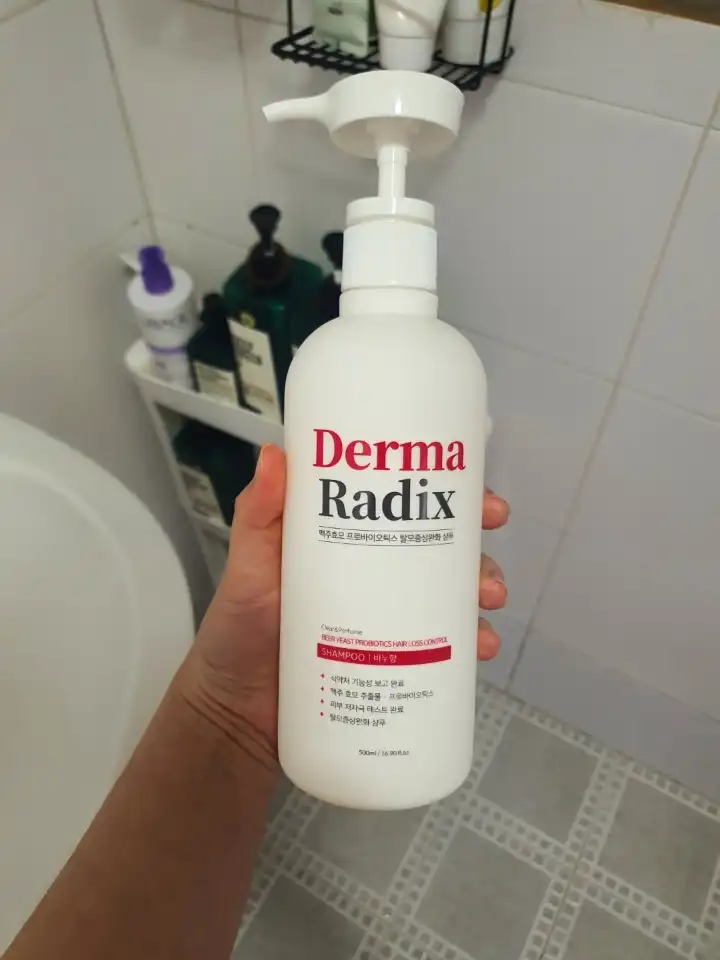 Derma
Radix
맥주효모 프로바이오틱스 탈모증상완화 샴푸
Clear&Perfume
BEER YEAST PROBIOTICS HAIR LOSS CONTROL
SHAMPOO | 비누향
식약처 기능성 보고 완료
맥주 효모 추출물 · 프로바이오틱스
피부 저자극 테스트 완료
탈모증상완화 샴푸
500ml / 16.90 fl.oz